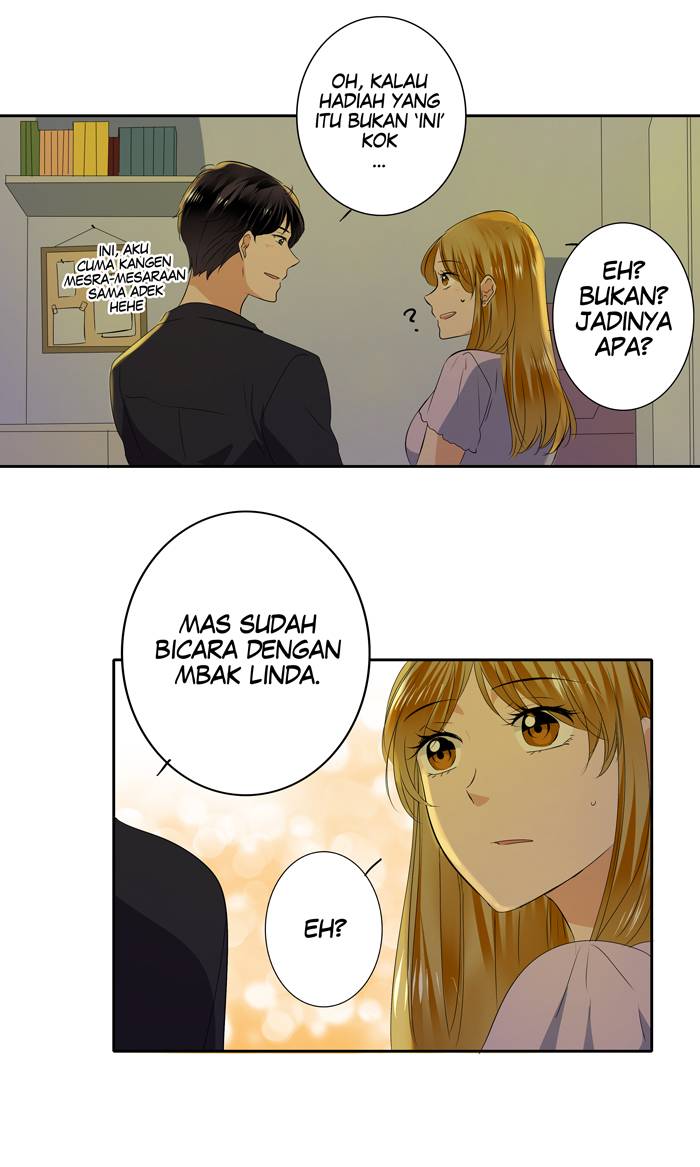 OH, KALAU
HADIAH YANG
ITU BUKAN 'INI'
KOK
...
INI, AKU
CUMA KANGEN
MESRA-MESARAAN
SAMA ADEK
HEHE
?
EH?
BUKAN?
JADINYA
APA?
MAS SUDAH
BICARA DENGAN
MBAK LINDA.
EH?